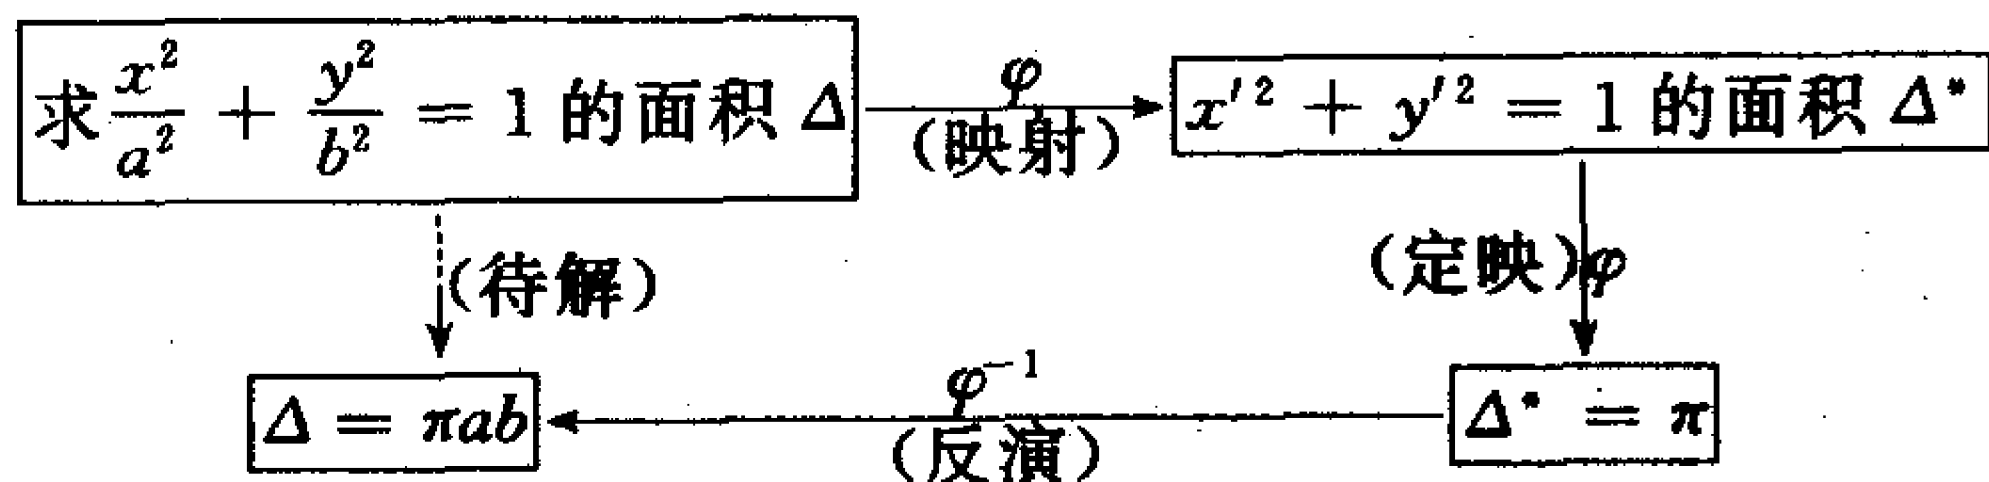 求 x²/a² + y²/b² = 1 的面积 Δ
φ
(映射)
x′² + y′² = 1 的面积 Δ*
(待解)
(定映)φ
Δ = πab
φ⁻¹
(反演)
Δ* = π